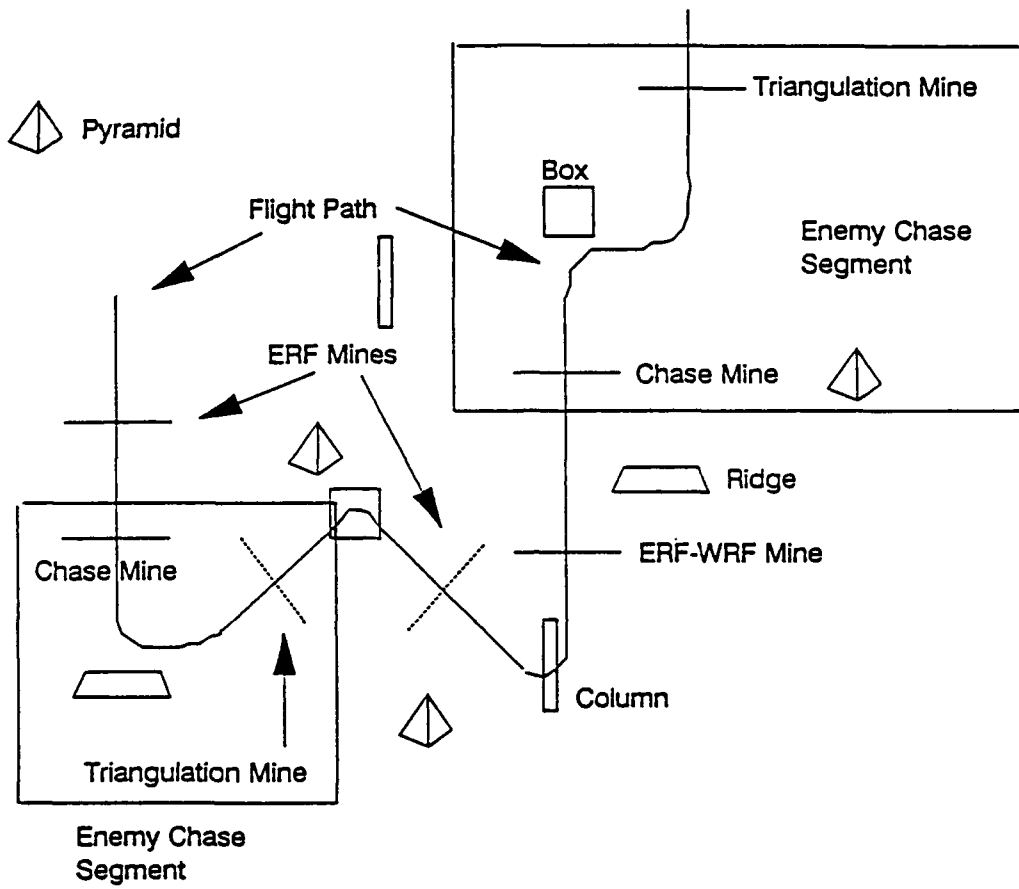 Triangulation Mine
Pyramid
Box
Flight Path
Enemy Chase
Segment
ERF Mines
Chase Mine
Ridge
ERF-WRF Mine
Chase Mine
Column
Triangulation Mine
Enemy Chase
Segment